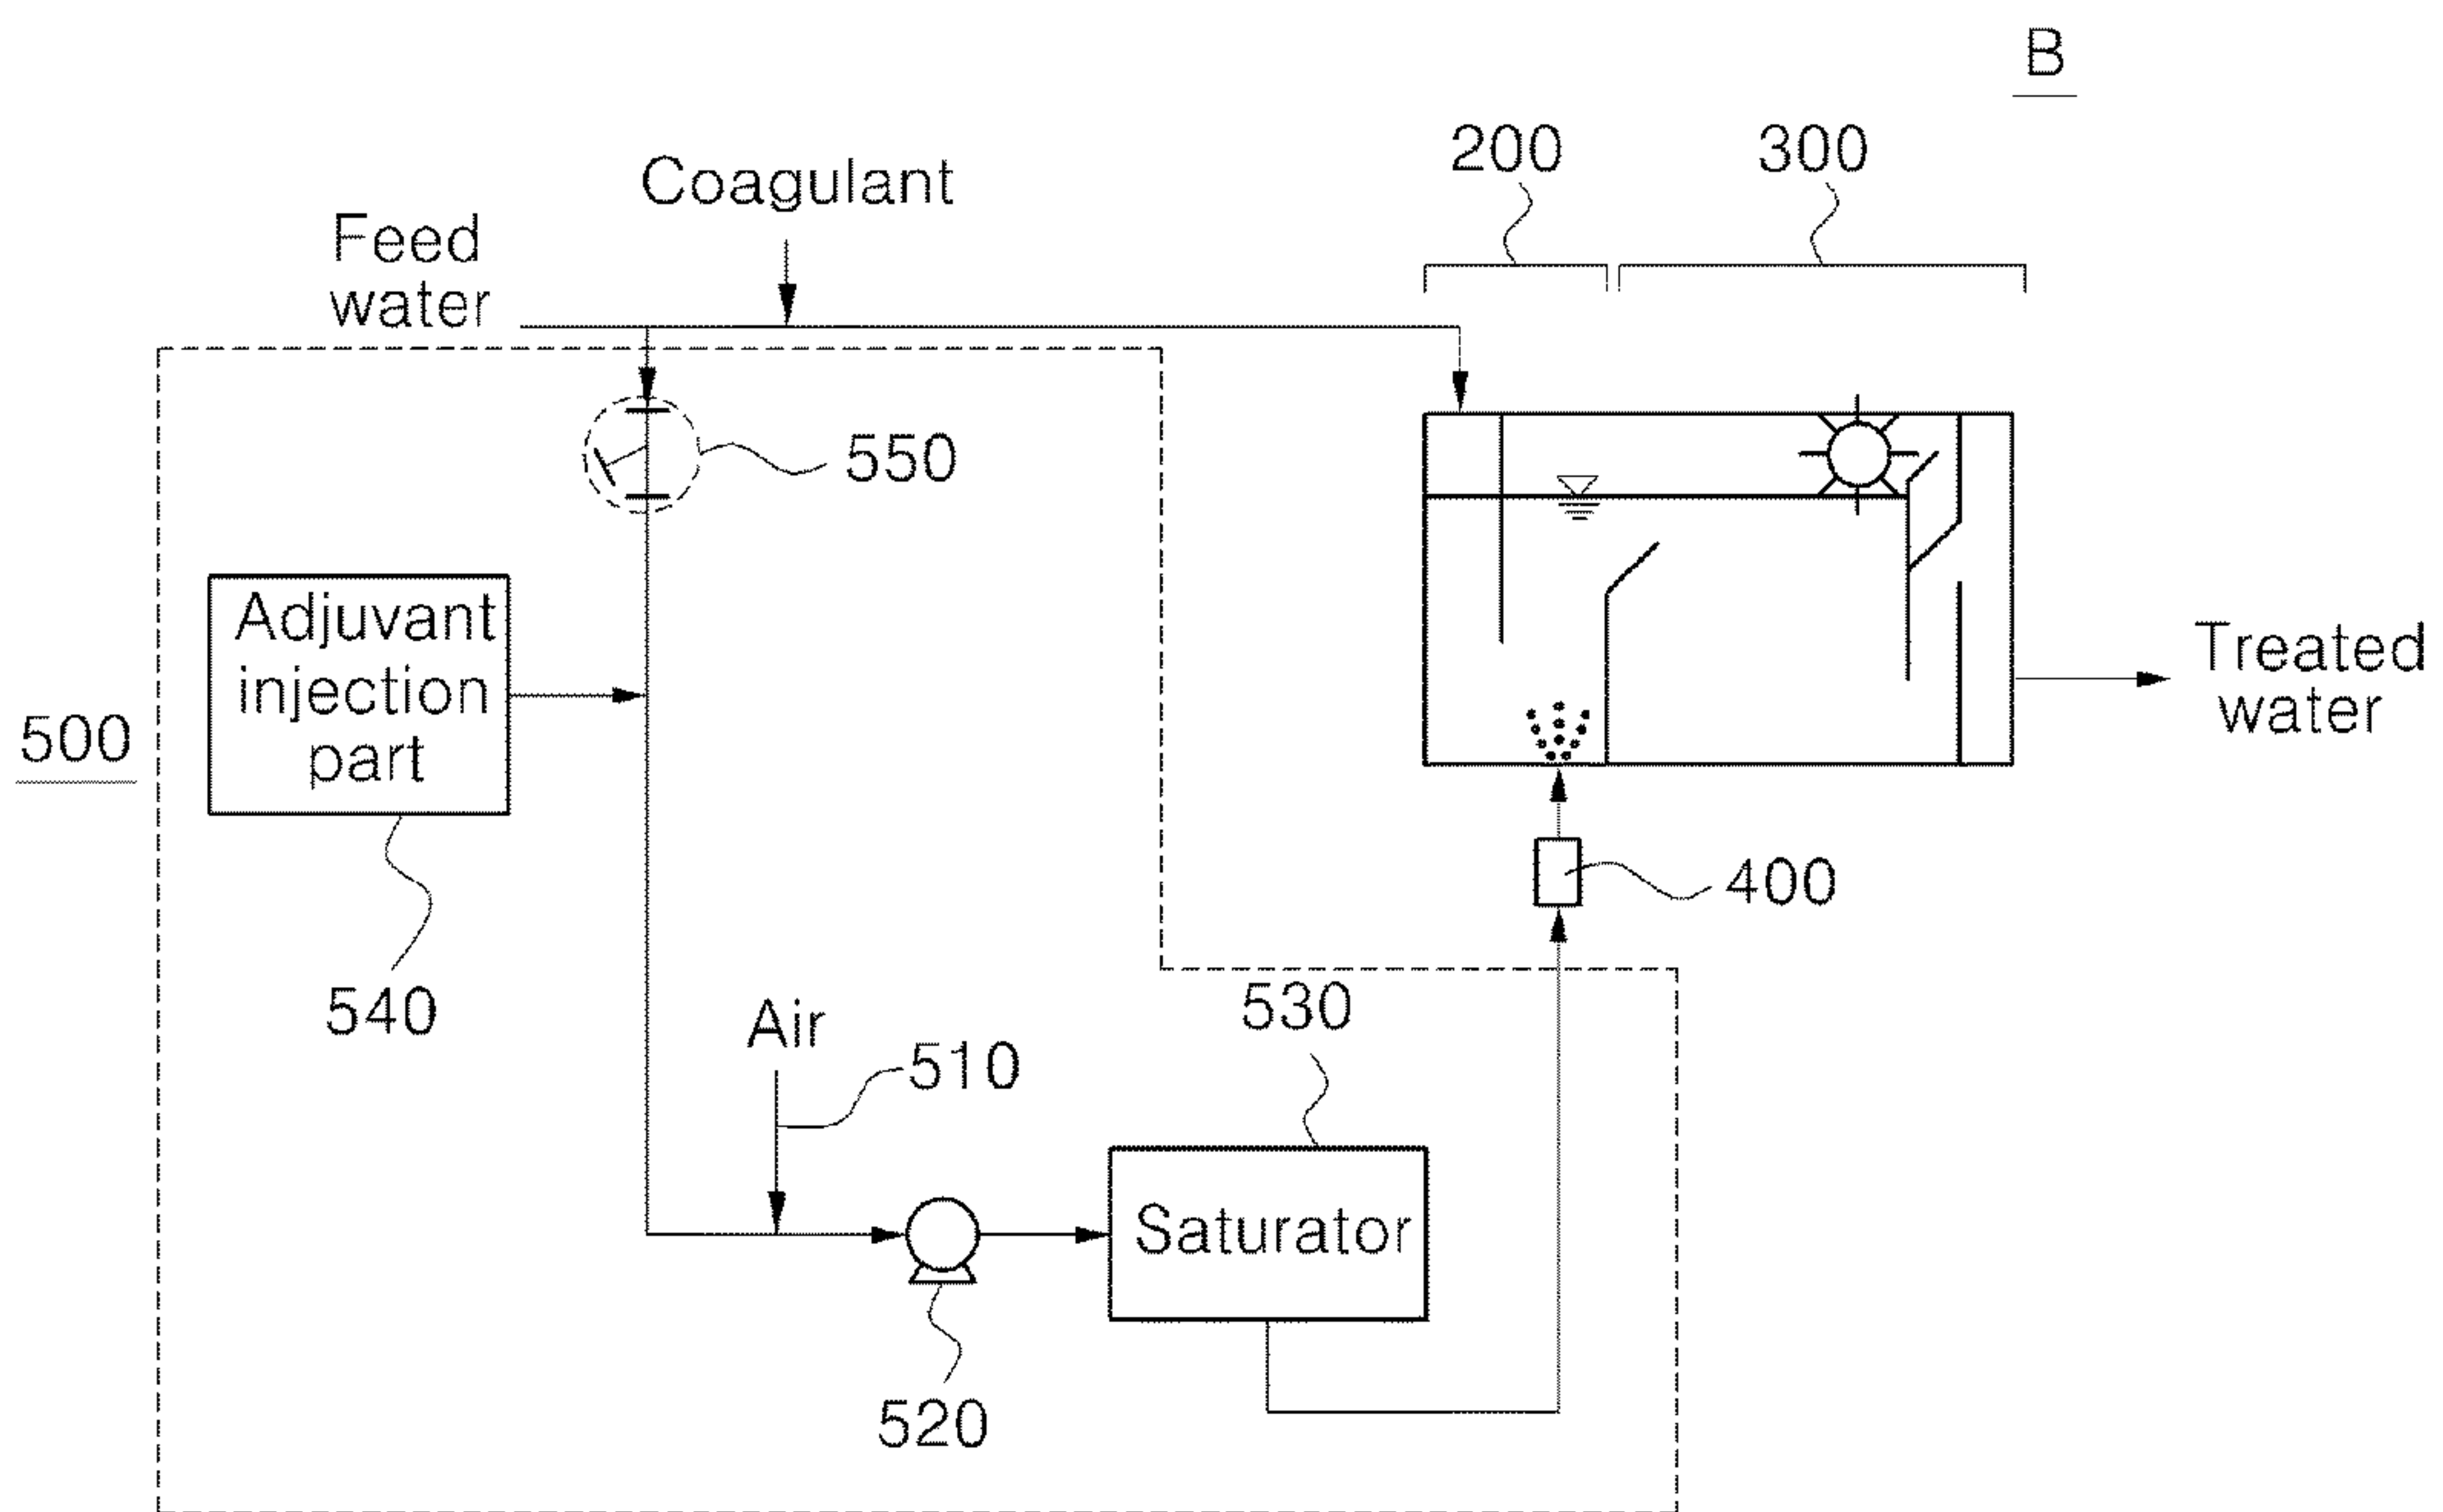 B
200
300
Coagulant
Feed
water
550
Adjuvant
injection
part
500
Treated
water
400
540
Air
510
530
Saturator
520